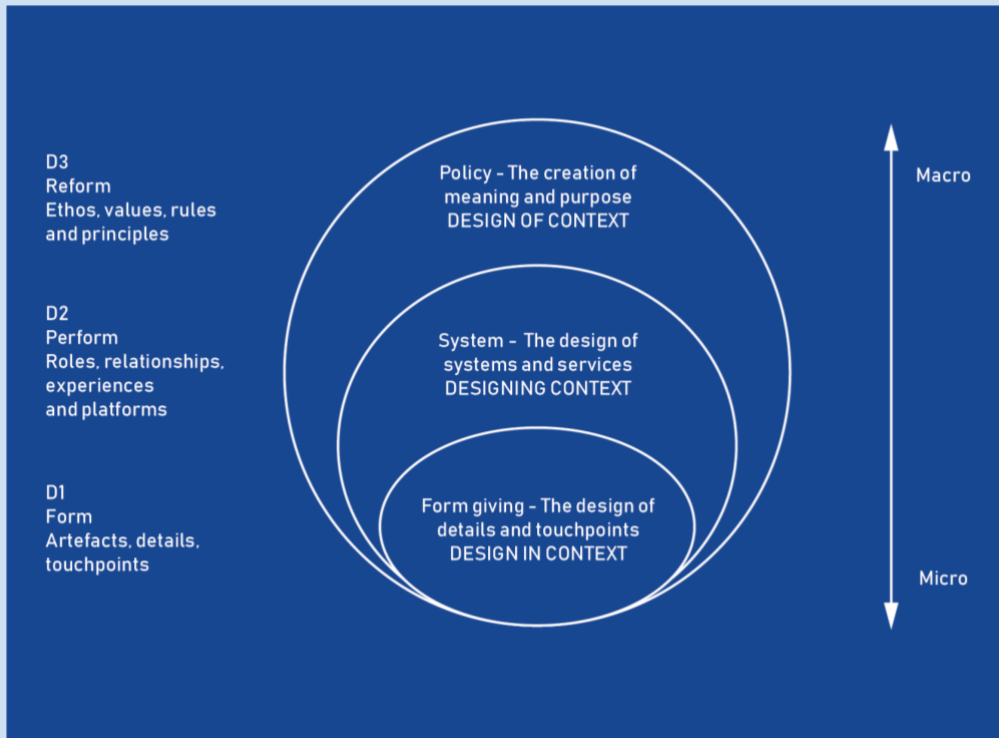 D3
Reform
Ethos, values, rules
and principles
Policy - The creation of
meaning and purpose
DESIGN OF CONTEXT
Macro
D2
Perform
Roles, relationships,
experiences
and platforms
System - The design of
systems and services
DESIGNING CONTEXT
D1
Form
Artefacts, details,
touchpoints
Form giving - The design of
details and touchpoints
DESIGN IN CONTEXT
Micro